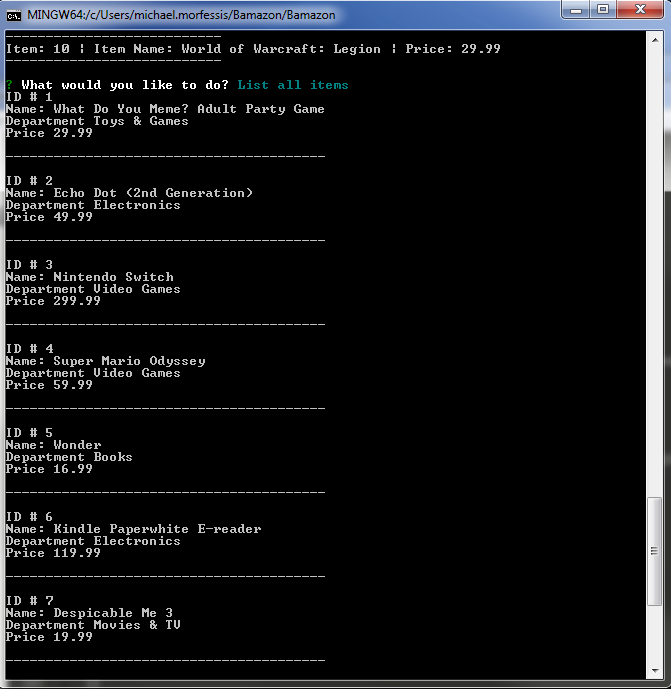 MINGW64:/c/Users/michael.morfessis/Bamazon/Bamazon
---------------------------
Item: 10 ¦ Item Name: World of Warcraft: Legion ¦ Price: 29.99
---------------------------
? What would you like to do? List all items
ID # 1
Name: What Do You Meme? Adult Party Game
Department Toys & Games
Price 29.99
----------------------------------------
ID # 2
Name: Echo Dot (2nd Generation)
Department Electronics
Price 49.99
----------------------------------------
ID # 3
Name: Nintendo Switch
Department Video Games
Price 299.99
----------------------------------------
ID # 4
Name: Super Mario Odyssey
Department Video Games
Price 59.99
----------------------------------------
ID # 5
Name: Wonder
Department Books
Price 16.99
----------------------------------------
ID # 6
Name: Kindle Paperwhite E-reader
Department Electronics
Price 119.99
----------------------------------------
ID # 7
Name: Despicable Me 3
Department Movies & TV
Price 19.99
----------------------------------------